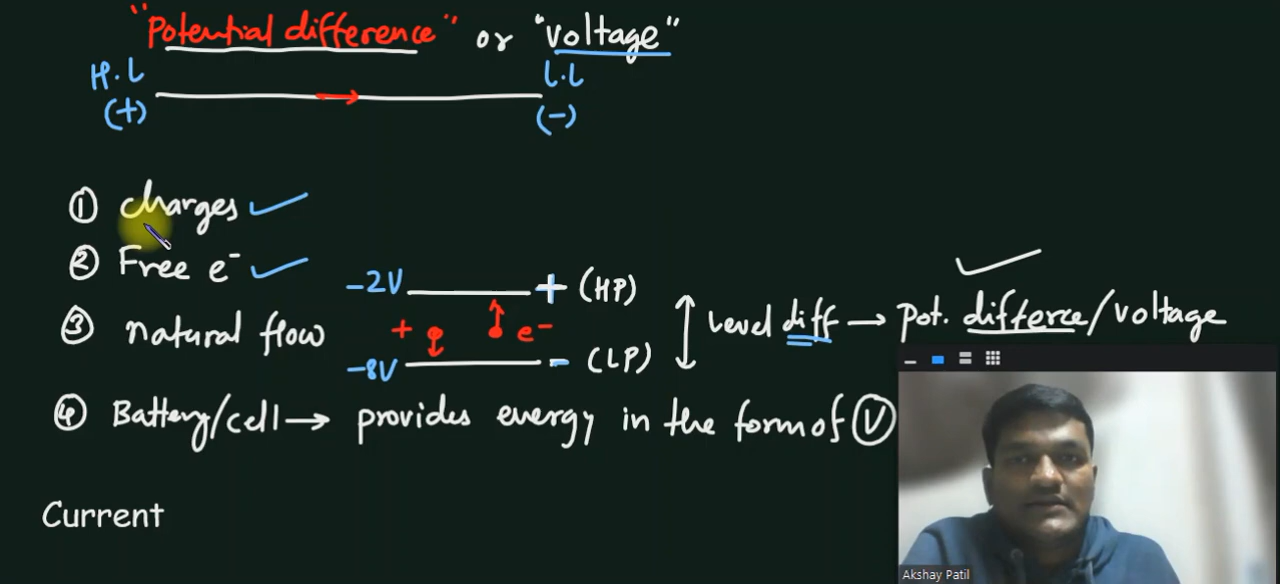 "Potential difference" or "voltage"
H.L L.L
(+) (-)
① charges
② Free e⁻
-2V + (HP)
③ natural flow + e⁻ Level diff → pot. differce/voltage
-8V - (LP)
④ Battery/cell → provides energy in the form of Ⓥ
Current
Akshay Patil